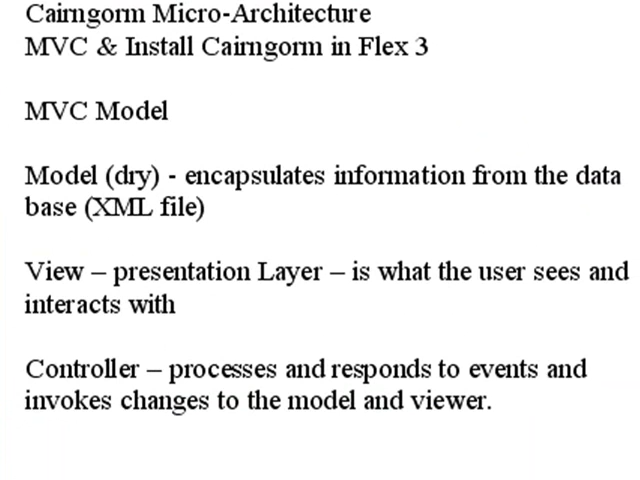 Cairngorm Micro-Architecture
MVC & Install Cairngorm in Flex 3
MVC Model
Model (dry) - encapsulates information from the data
base (XML file)
View – presentation Layer – is what the user sees and
interacts with
Controller – processes and responds to events and
invokes changes to the model and viewer.